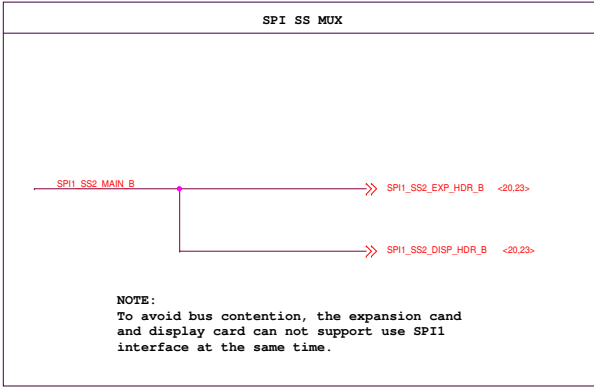 SPI SS MUX
SPI1_SS2_MAIN_B
SPI1_SS2_EXP_HDR_B <20,23>
SPI1_SS2_DISP_HDR_B <20,23>
NOTE:
To avoid bus contention, the expansion cand
and display card can not support use SPI1
interface at the same time.